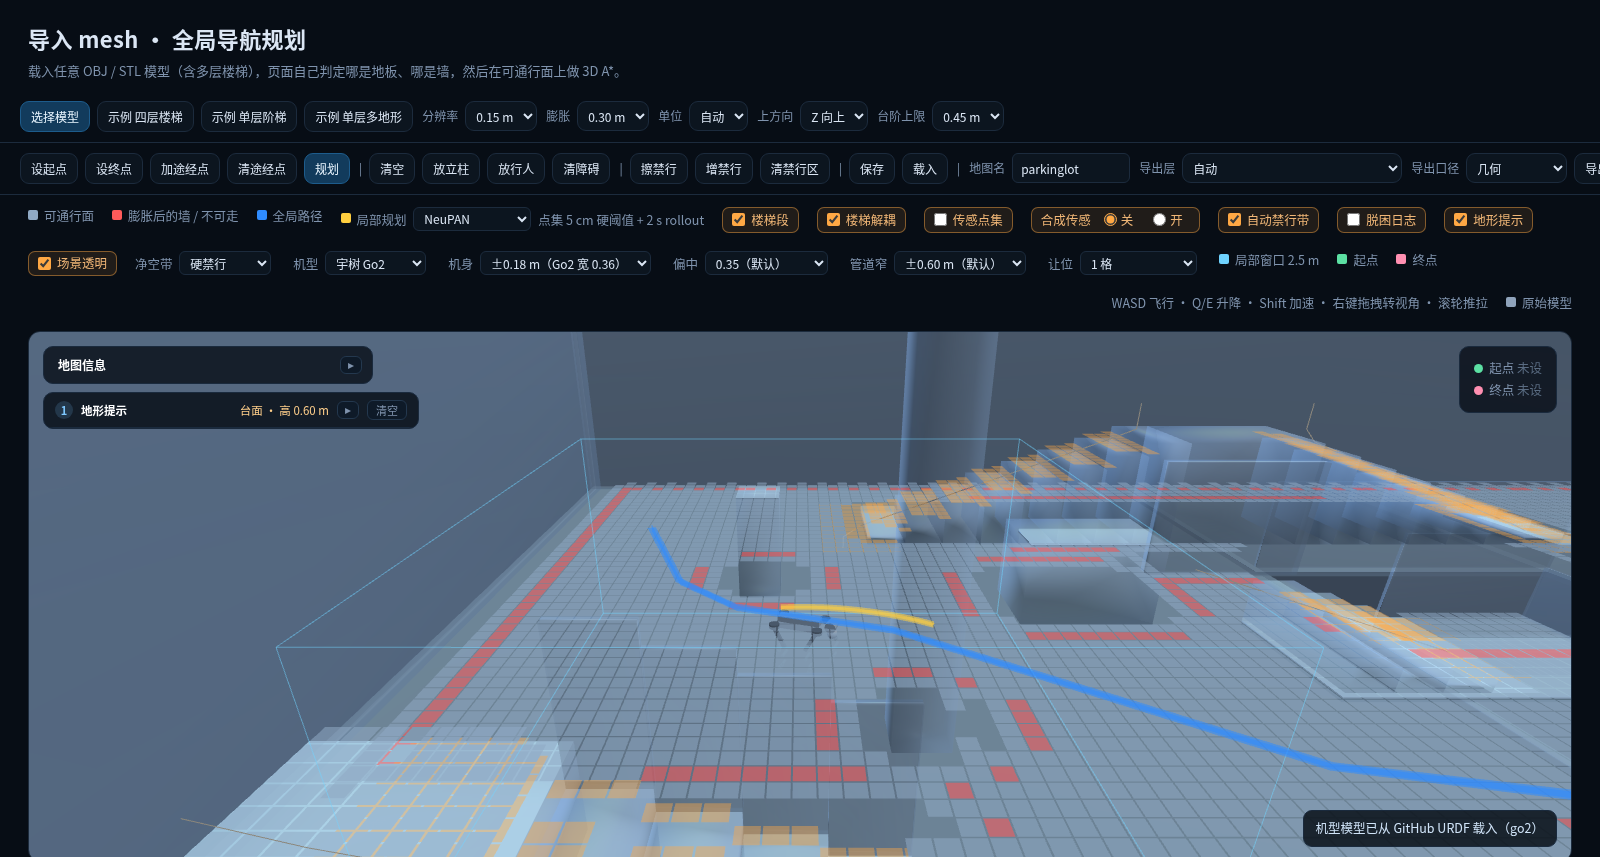 导入 mesh · 全局导航规划
载入任意 OBJ / STL 模型（含多层楼梯），页面自己判定哪是地板、哪是墙，然后在可通行面上做 3D A*。
选择模型 示例 四层楼梯 示例 单层阶梯 示例 单层多地形 分辨率 0.15 m 膨胀 0.30 m 单位 自动 上方向 Z 向上 台阶上限 0.45 m
设起点 设终点 加途经点 清途经点 规划 | 清空 放立柱 放行人 清障碍 | 擦禁行 增禁行 清禁行区 | 保存 载入 | 地图名 parkinglot 导出层 自动 导出口径 几何
可通行面 膨胀后的墙 / 不可走 全局路径 局部规划 NeuPAN 点集 5 cm 硬阈值 + 2 s rollout 楼梯段 楼梯解耦 传感点集 合成传感 关 开 自动禁行带 脱困日志 地形提示
场景透明 净空带 硬禁行 机型 宇树 Go2 机身 ±0.18 m（Go2 宽 0.36） 偏中 0.35（默认） 管道窄 ±0.60 m（默认） 让位 1 格 局部窗口 2.5 m 起点 终点
WASD 飞行 · Q/E 升降 · Shift 加速 · 右键拖拽转视角 · 滚轮推拉 原始模型
地图信息 ▸
1 地形提示 台面 · 高 0.60 m ▸ 清空
起点 未设
终点 未设
机型模型已从 GitHub URDF 载入（go2）